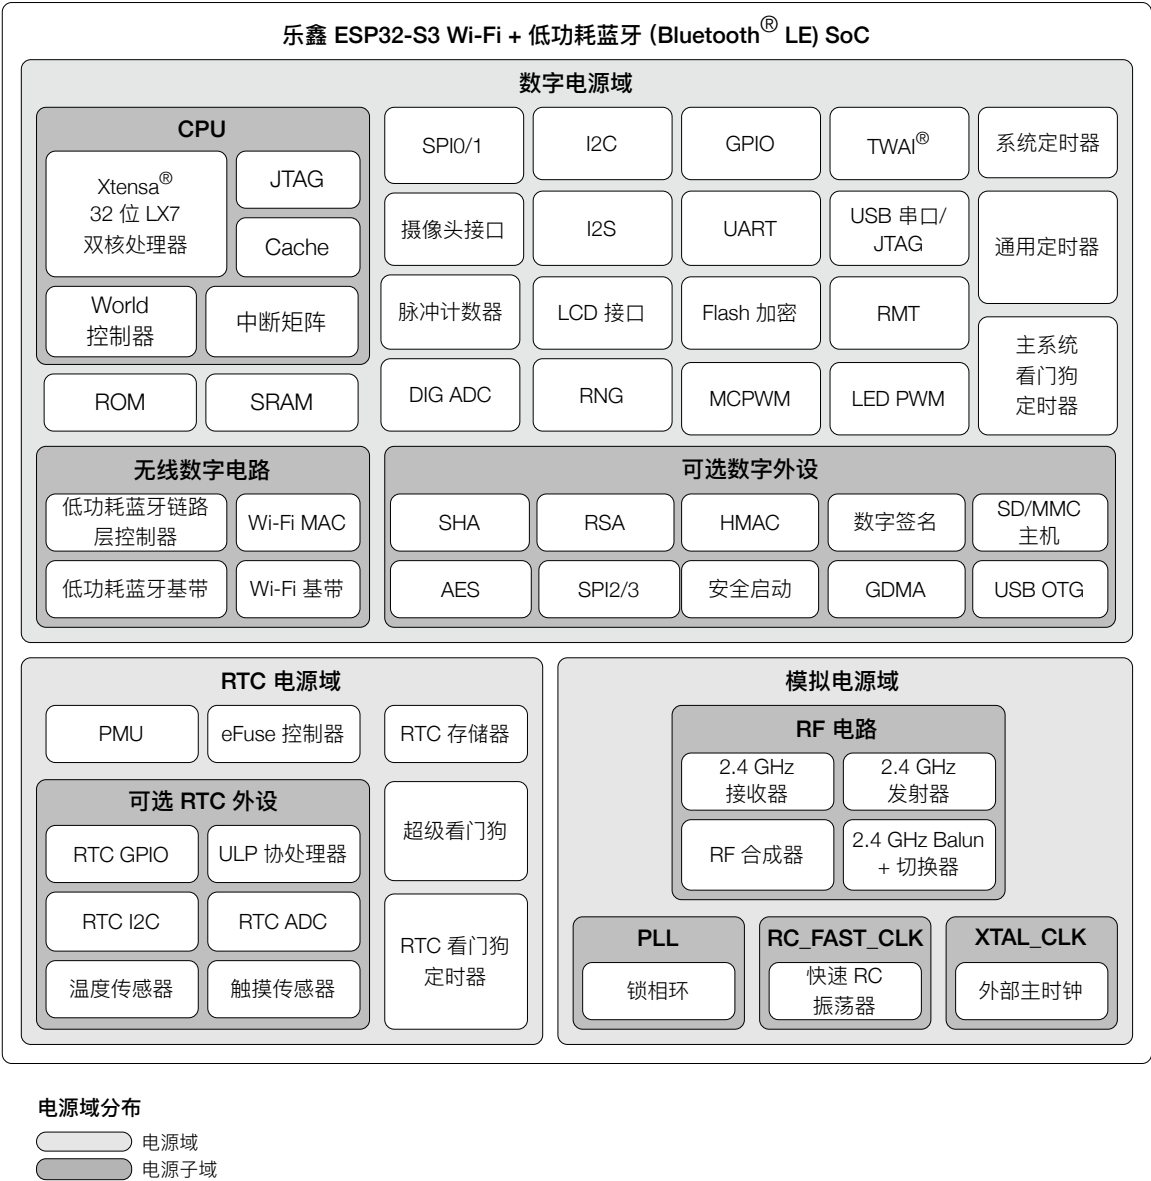 乐鑫 ESP32-S3 Wi-Fi + 低功耗蓝牙 (Bluetooth® LE) SoC
数字电源域
CPU
Xtensa®
32 位 LX7
双核处理器
JTAG
Cache
World
控制器
中断矩阵
ROM
SRAM
SPI0/1
I2C
GPIO
TWAI®
系统定时器
摄像头接口
I2S
UART
USB 串口/
JTAG
通用定时器
脉冲计数器
LCD 接口
Flash 加密
RMT
主系统
看门狗
定时器
DIG ADC
RNG
MCPWM
LED PWM
无线数字电路
低功耗蓝牙链路
层控制器
Wi-Fi MAC
低功耗蓝牙基带
Wi-Fi 基带
可选数字外设
SHA
RSA
HMAC
数字签名
SD/MMC
主机
AES
SPI2/3
安全启动
GDMA
USB OTG
RTC 电源域
PMU
eFuse 控制器
RTC 存储器
可选 RTC 外设
RTC GPIO
ULP 协处理器
RTC I2C
RTC ADC
温度传感器
触摸传感器
超级看门狗
RTC 看门狗
定时器
模拟电源域
RF 电路
2.4 GHz
接收器
2.4 GHz
发射器
RF 合成器
2.4 GHz Balun
+ 切换器
PLL
锁相环
RC_FAST_CLK
快速 RC
振荡器
XTAL_CLK
外部主时钟
电源域分布
电源域
电源子域